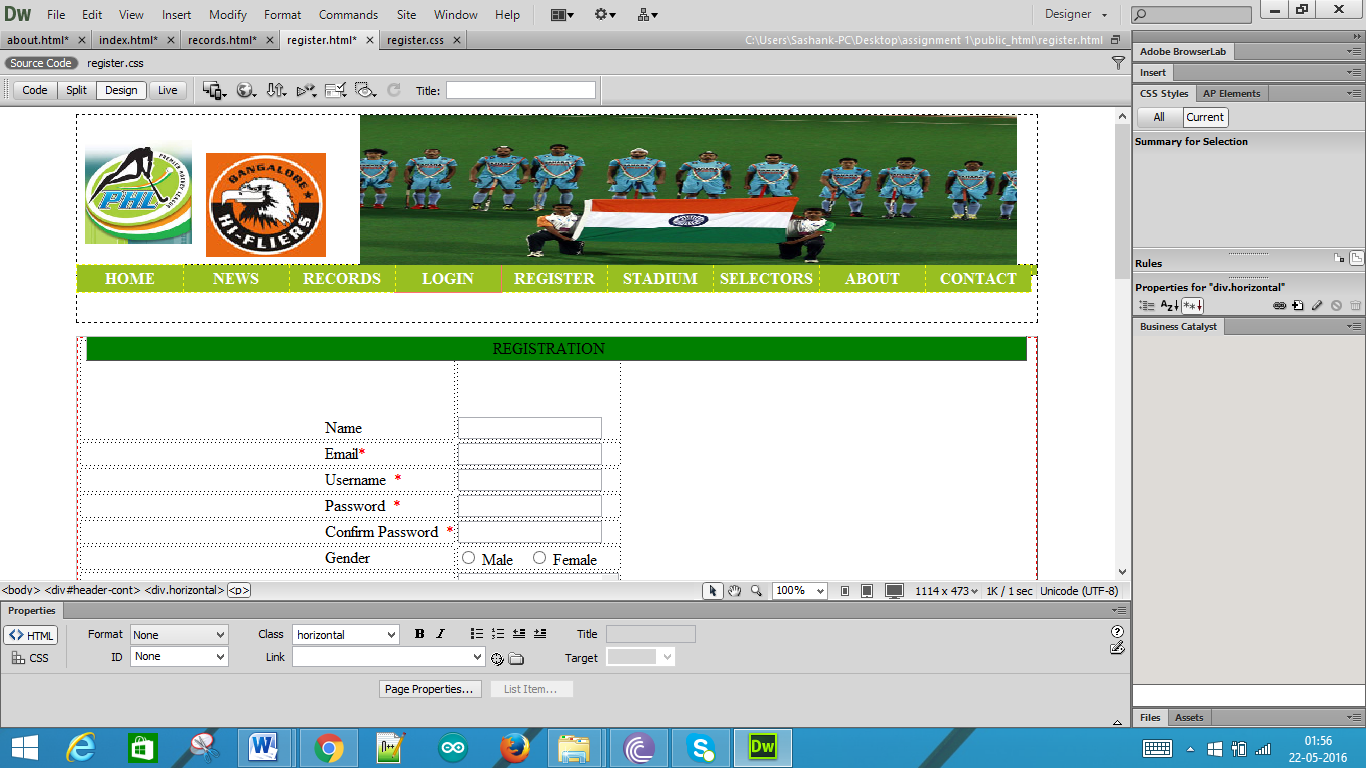 Dw File Edit View Insert Modify Format Commands Site Window Help Designer
about.html* × index.html* × records.html* × register.html* × register.css × C:\Users\Sashank-PC\Desktop\assignment 1\public_html\register.html
Source Code register.css
Code Split Design Live Title:
Adobe BrowserLab
Insert
CSS Styles AP Elements
All Current
Summary for Selection
Rules
Properties for "div.horizontal"
Business Catalyst
PREMIER HOCKEY LEAGUE
PHL
BANGALORE
HI-FLIERS
HOME NEWS RECORDS LOGIN REGISTER STADIUM SELECTORS ABOUT CONTACT
REGISTRATION
Name
Email*
Username *
Password *
Confirm Password *
Gender Male Female
<body> <div#header-cont> <div.horizontal> <p> 100% 1114 x 473 1K / 1 sec Unicode (UTF-8)
Properties
<> HTML Format None Class horizontal B I Title
CSS ID None Link Target
Page Properties... List Item...
Files Assets
W Dw 01:56
22-05-2016